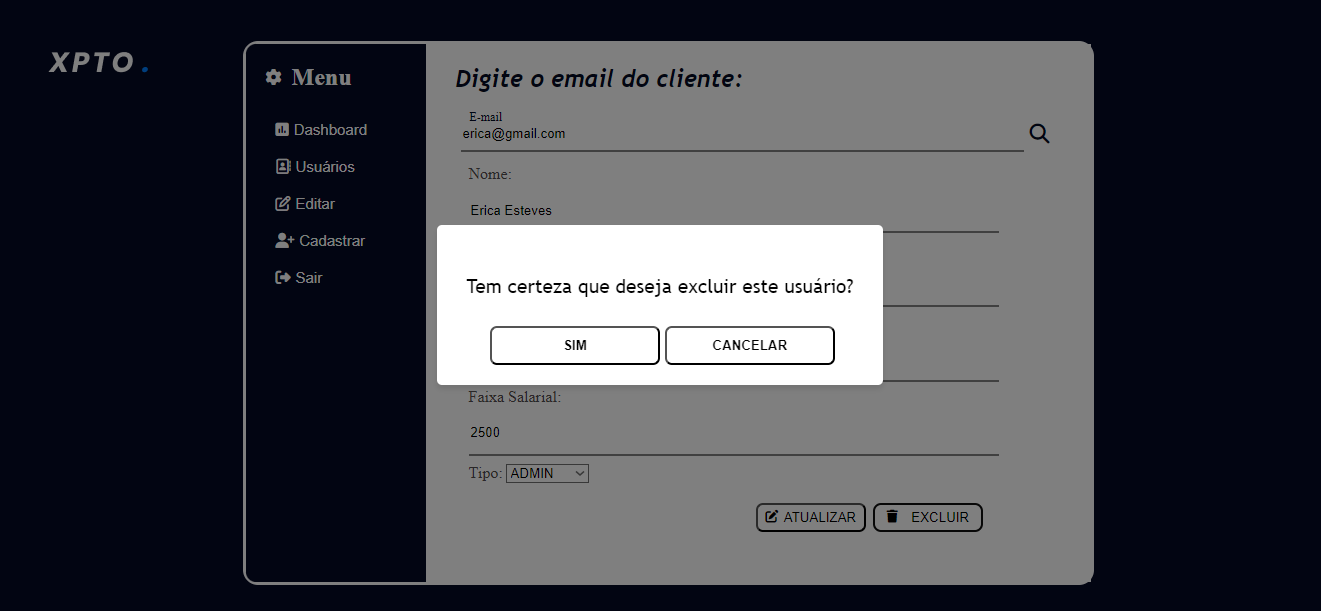 XPTO .
Menu
Dashboard
Usuários
Editar
Cadastrar
Sair
Digite o email do cliente:
E-mail
erica@gmail.com
Nome:
Erica Esteves
Tem certeza que deseja excluir este usuário?
SIM CANCELAR
Faixa Salarial:
2500
Tipo: ADMIN
ATUALIZAR EXCLUIR